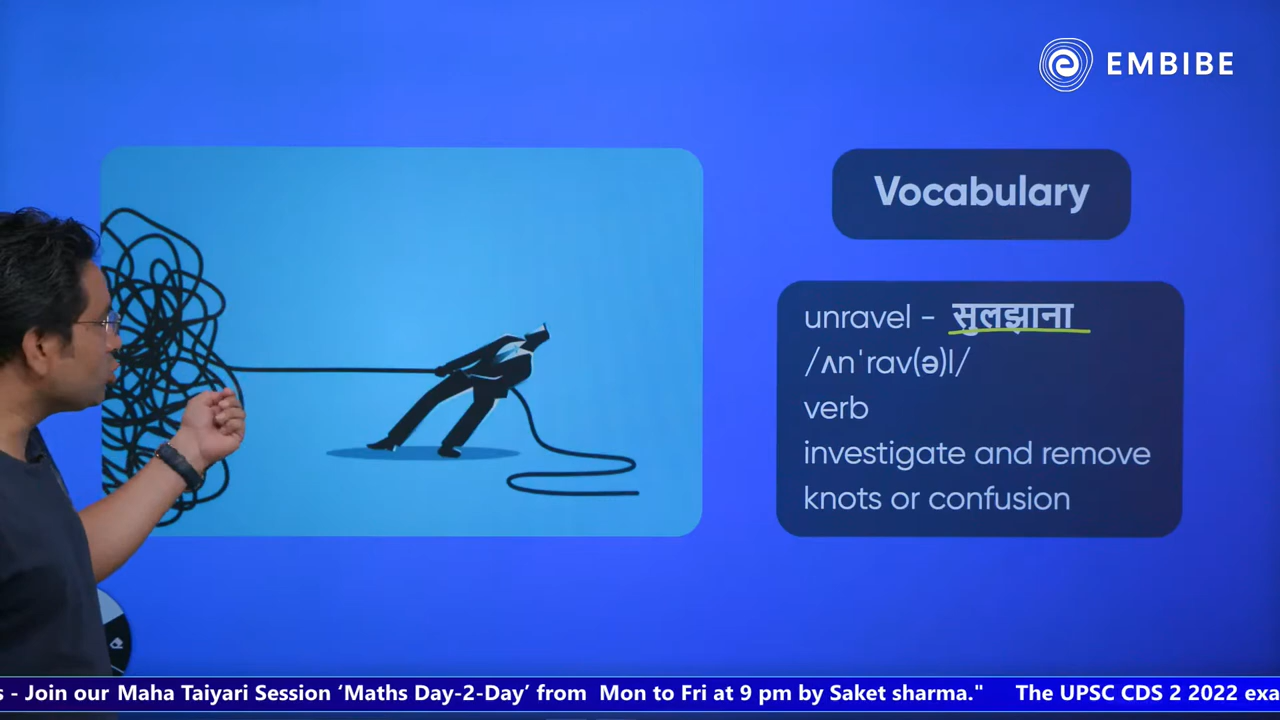 EMBIBE
Vocabulary
unravel - सुलझाना
/ʌnˈrav(ə)l/
verb
investigate and remove
knots or confusion
s - Join our Maha Taiyari Session ‘Maths Day-2-Day’ from Mon to Fri at 9 pm by Saket sharma." The UPSC CDS 2 2022 exa